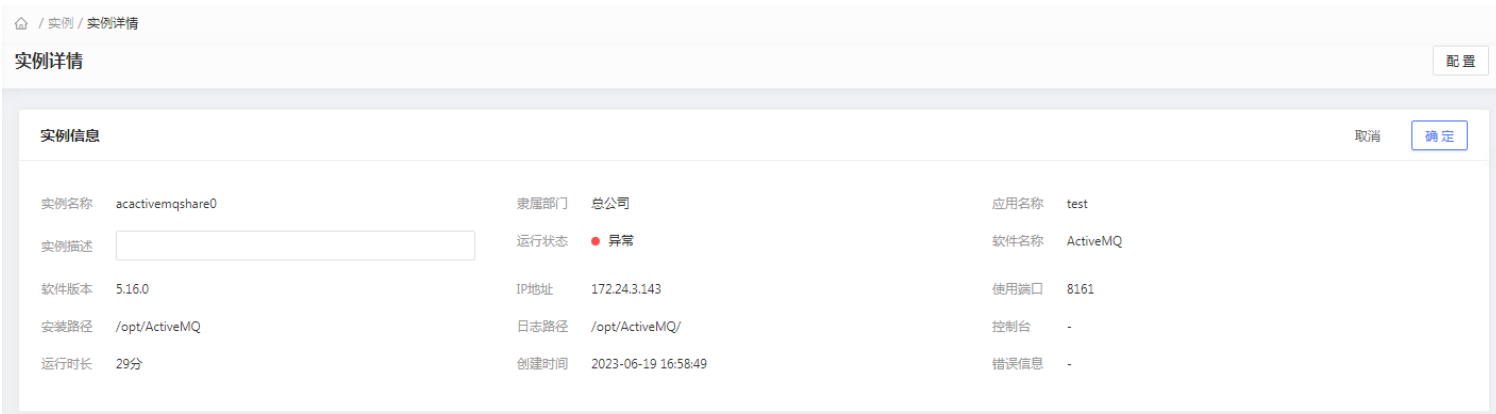 / 实例 / 实例详情
实例详情
配 置
实例信息
取消
确 定
实例名称 acactivemqshare0 隶属部门 总公司 应用名称 test
实例描述 运行状态 异常 软件名称 ActiveMQ
软件版本 5.16.0 IP地址 172.24.3.143 使用端口 8161
安装路径 /opt/ActiveMQ 日志路径 /opt/ActiveMQ/ 控制台 -
运行时长 29分 创建时间 2023-06-19 16:58:49 错误信息 -